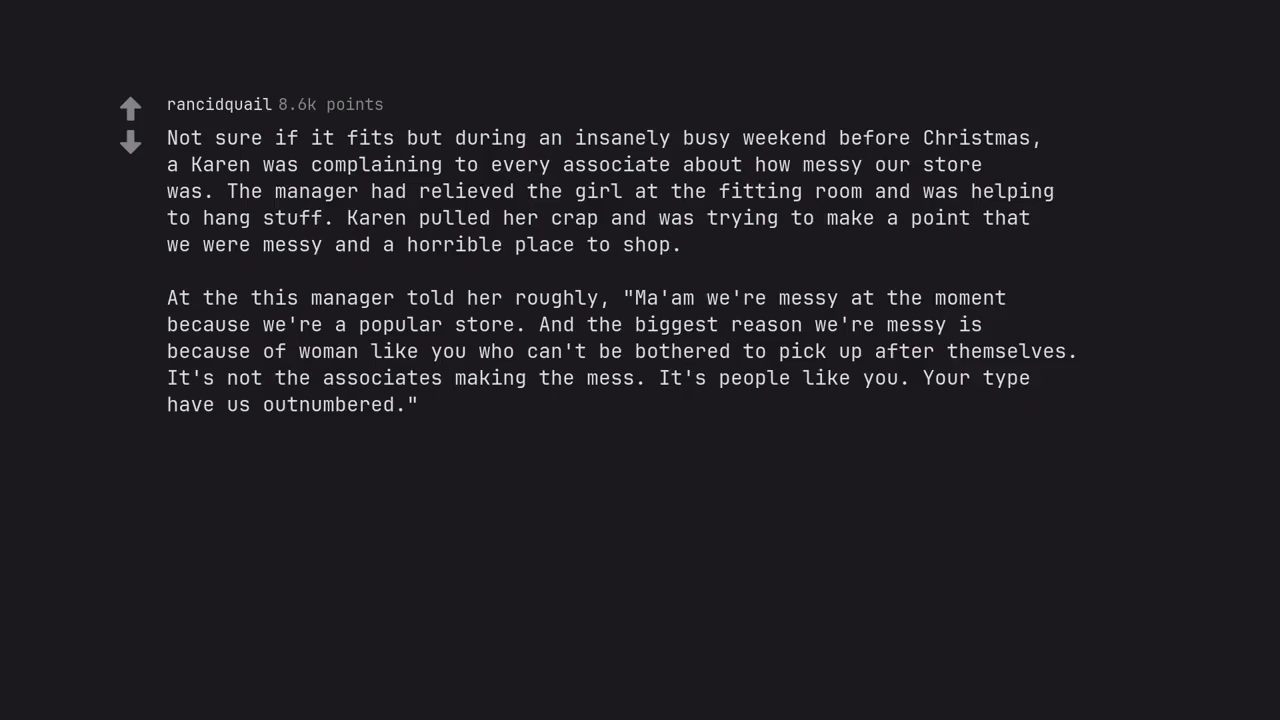 rancidquail 8.6k points
Not sure if it fits but during an insanely busy weekend before Christmas,
a Karen was complaining to every associate about how messy our store
was. The manager had relieved the girl at the fitting room and was helping
to hang stuff. Karen pulled her crap and was trying to make a point that
we were messy and a horrible place to shop.
At the this manager told her roughly, "Ma'am we're messy at the moment
because we're a popular store. And the biggest reason we're messy is
because of woman like you who can't be bothered to pick up after themselves.
It's not the associates making the mess. It's people like you. Your type
have us outnumbered."